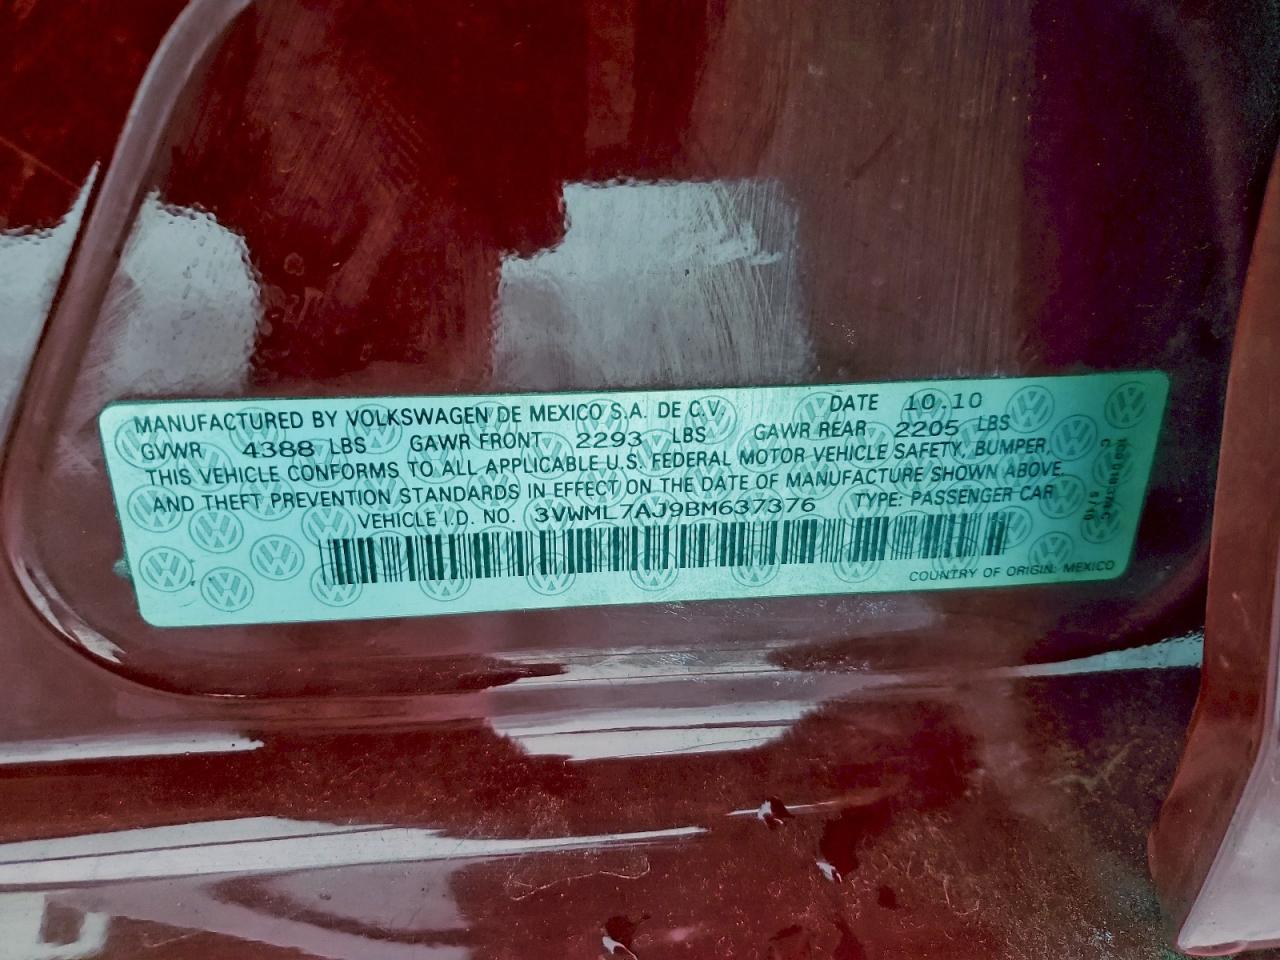 MANUFACTURED BY VOLKSWAGEN DE MEXICO S.A. DE C.V. DATE 10.10
GVWR 4388 LBS GAWR FRONT 2293 LBS GAWR REAR 2205 LBS
THIS VEHICLE CONFORMS TO ALL APPLICABLE U.S. FEDERAL MOTOR VEHICLE SAFETY, BUMPER,
AND THEFT PREVENTION STANDARDS IN EFFECT ON THE DATE OF MANUFACTURE SHOWN ABOVE.
VEHICLE I.D. NO. 3VWML7AJ9BM637376 TYPE: PASSENGER CAR
COUNTRY OF ORIGIN: MEXICO